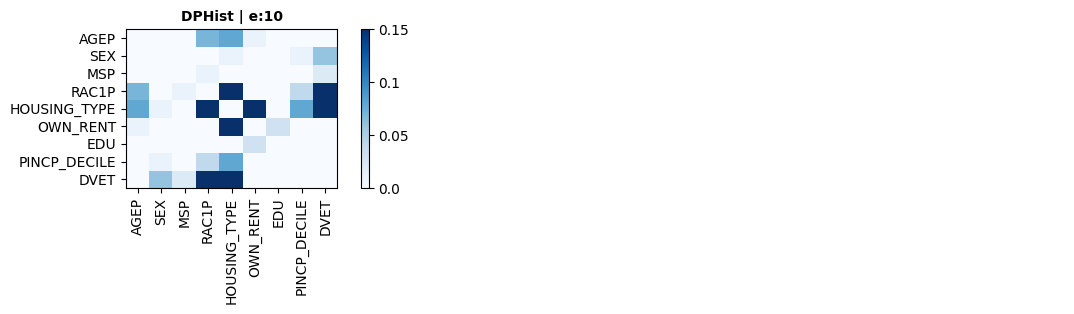 DPHist | e:10
AGEP
SEX
MSP
RAC1P
HOUSING_TYPE
OWN_RENT
EDU
PINCP_DECILE
DVET
AGEP
SEX
MSP
RAC1P
HOUSING_TYPE
OWN_RENT
EDU
PINCP_DECILE
DVET
0.15
0.1
0.05
0.0